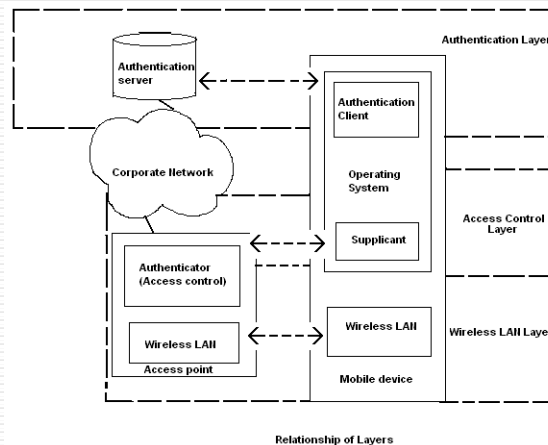 Authentication Layer
Authentication
server
Authentication
Client
Corporate Network
Operating
System
Access Control
Layer
Supplicant
Authenticator
(Access control)
Wireless LAN
Wireless LAN
Wireless LAN Laye
Access point
Mobile device
Relationship of Layers